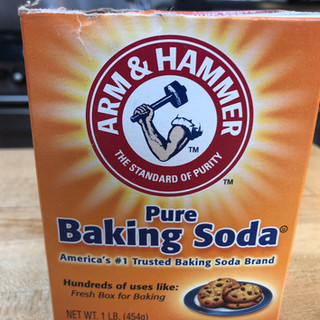 ARM & HAMMER
THE STANDARD OF PURITY
TM
TM
Pure
Baking Soda®
America's #1 Trusted Baking Soda Brand
Hundreds of uses like:
Fresh Box for Baking
NET WT. 1 LB. (454g)